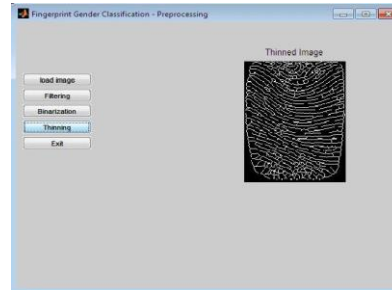 Fingerprint Gender Classification - Preprocessing
Thinned Image
load image
Filtering
Binarization
Thinning
Exit